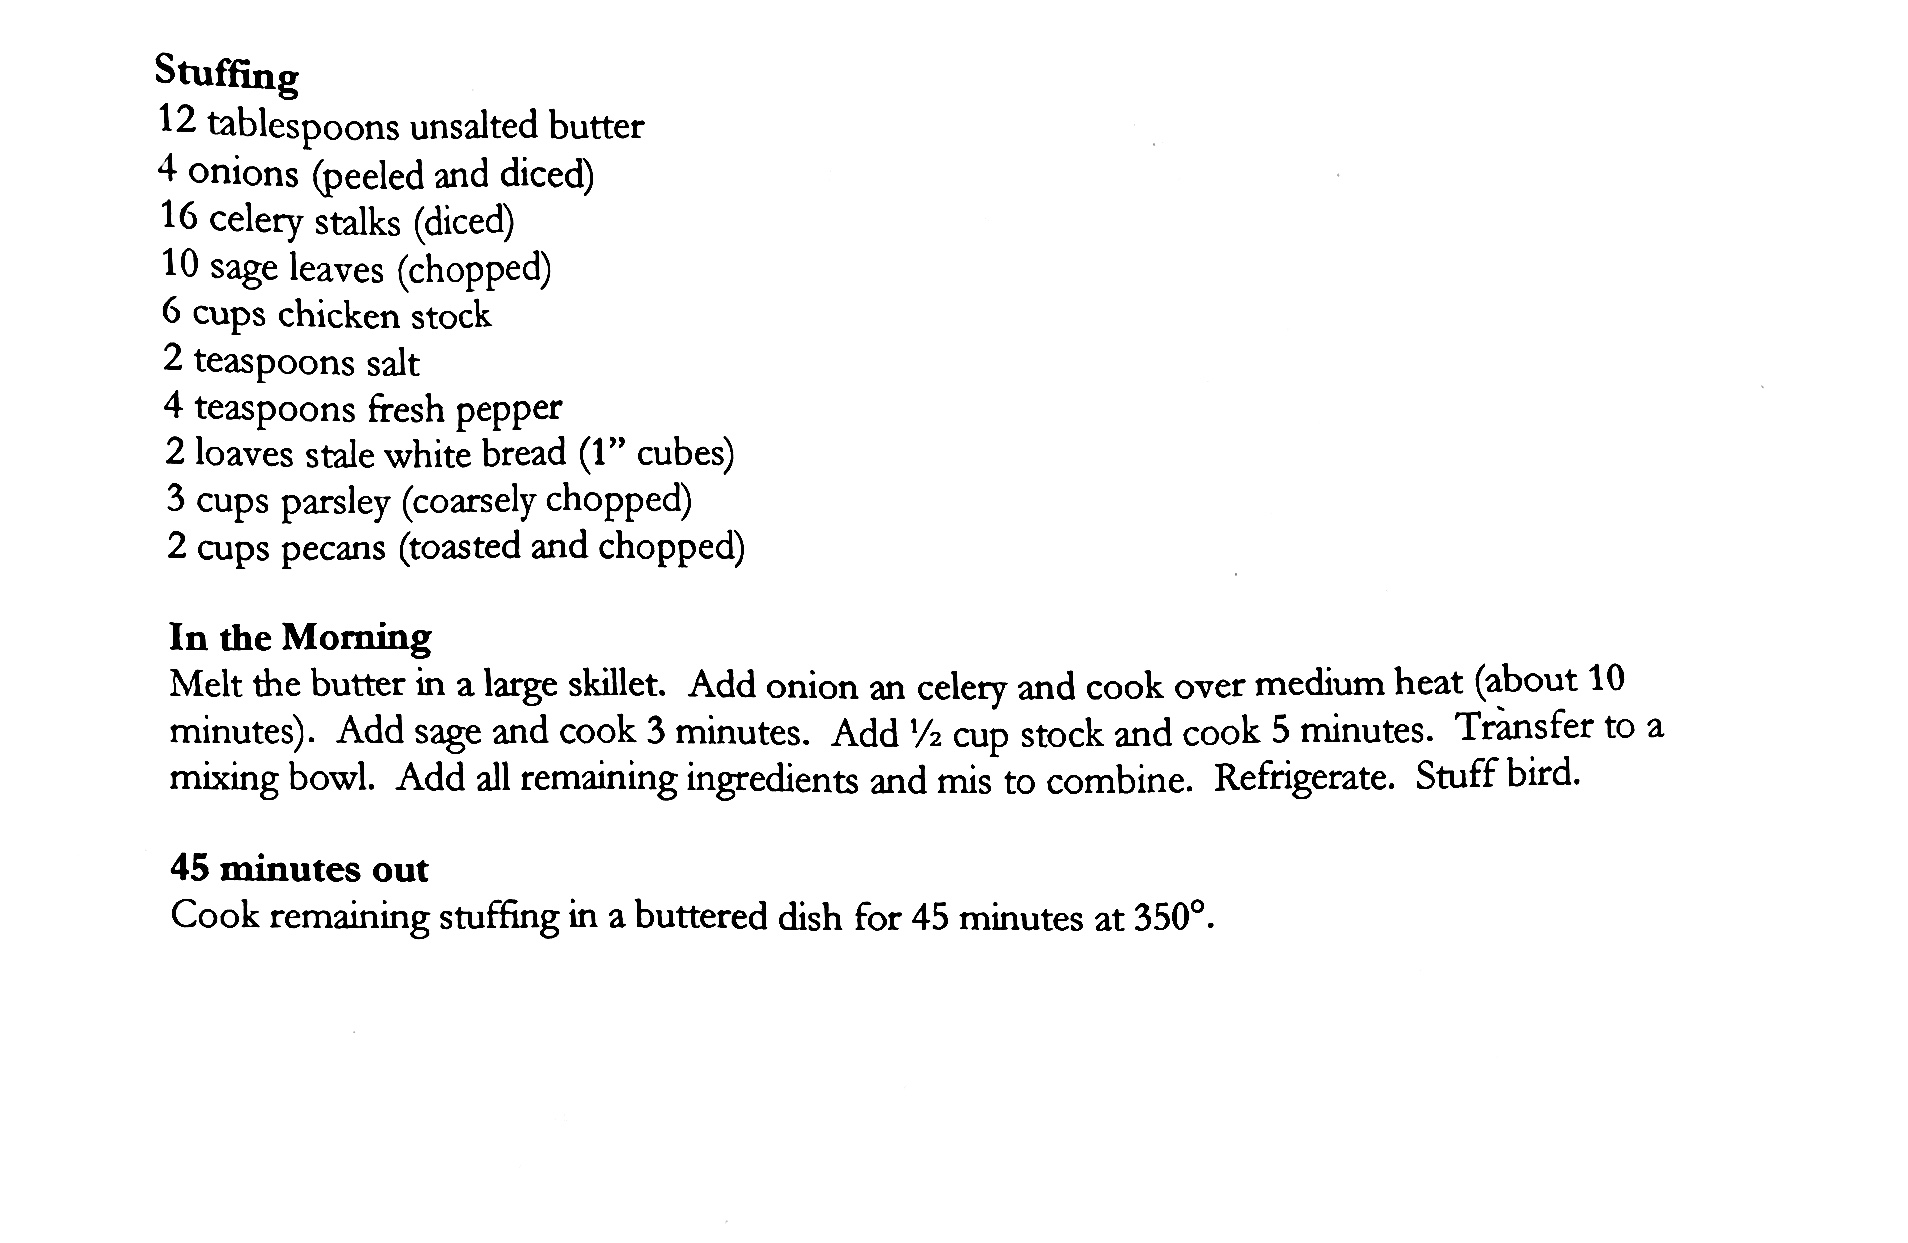 Stuffing
12 tablespoons unsalted butter
4 onions (peeled and diced)
16 celery stalks (diced)
10 sage leaves (chopped)
6 cups chicken stock
2 teaspoons salt
4 teaspoons fresh pepper
2 loaves stale white bread (1” cubes)
3 cups parsley (coarsely chopped)
2 cups pecans (toasted and chopped)
In the Morning
Melt the butter in a large skillet. Add onion an celery and cook over medium heat (about 10
minutes). Add sage and cook 3 minutes. Add ½ cup stock and cook 5 minutes. Transfer to a
mixing bowl. Add all remaining ingredients and mis to combine. Refrigerate. Stuff bird.
45 minutes out
Cook remaining stuffing in a buttered dish for 45 minutes at 350°.